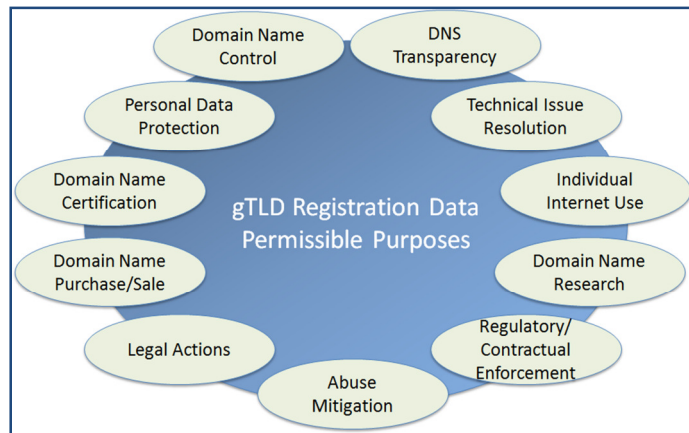 Domain Name
Control
DNS
Transparency
Personal Data
Protection
Technical Issue
Resolution
Domain Name
Certification
Individual
Internet Use
gTLD Registration Data
Permissible Purposes
Domain Name
Purchase/Sale
Domain Name
Research
Legal Actions
Regulatory/
Contractual
Enforcement
Abuse
Mitigation